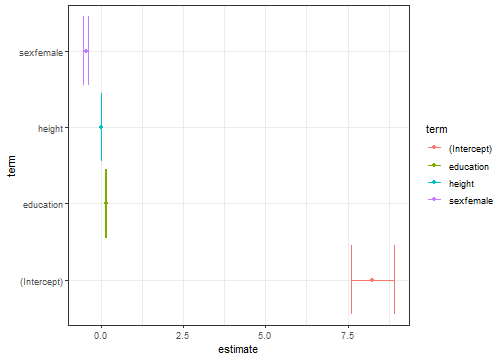 sexfemale
height
education
(Intercept)
term
0.0 2.5 5.0 7.5
estimate
term
(Intercept)
education
height
sexfemale